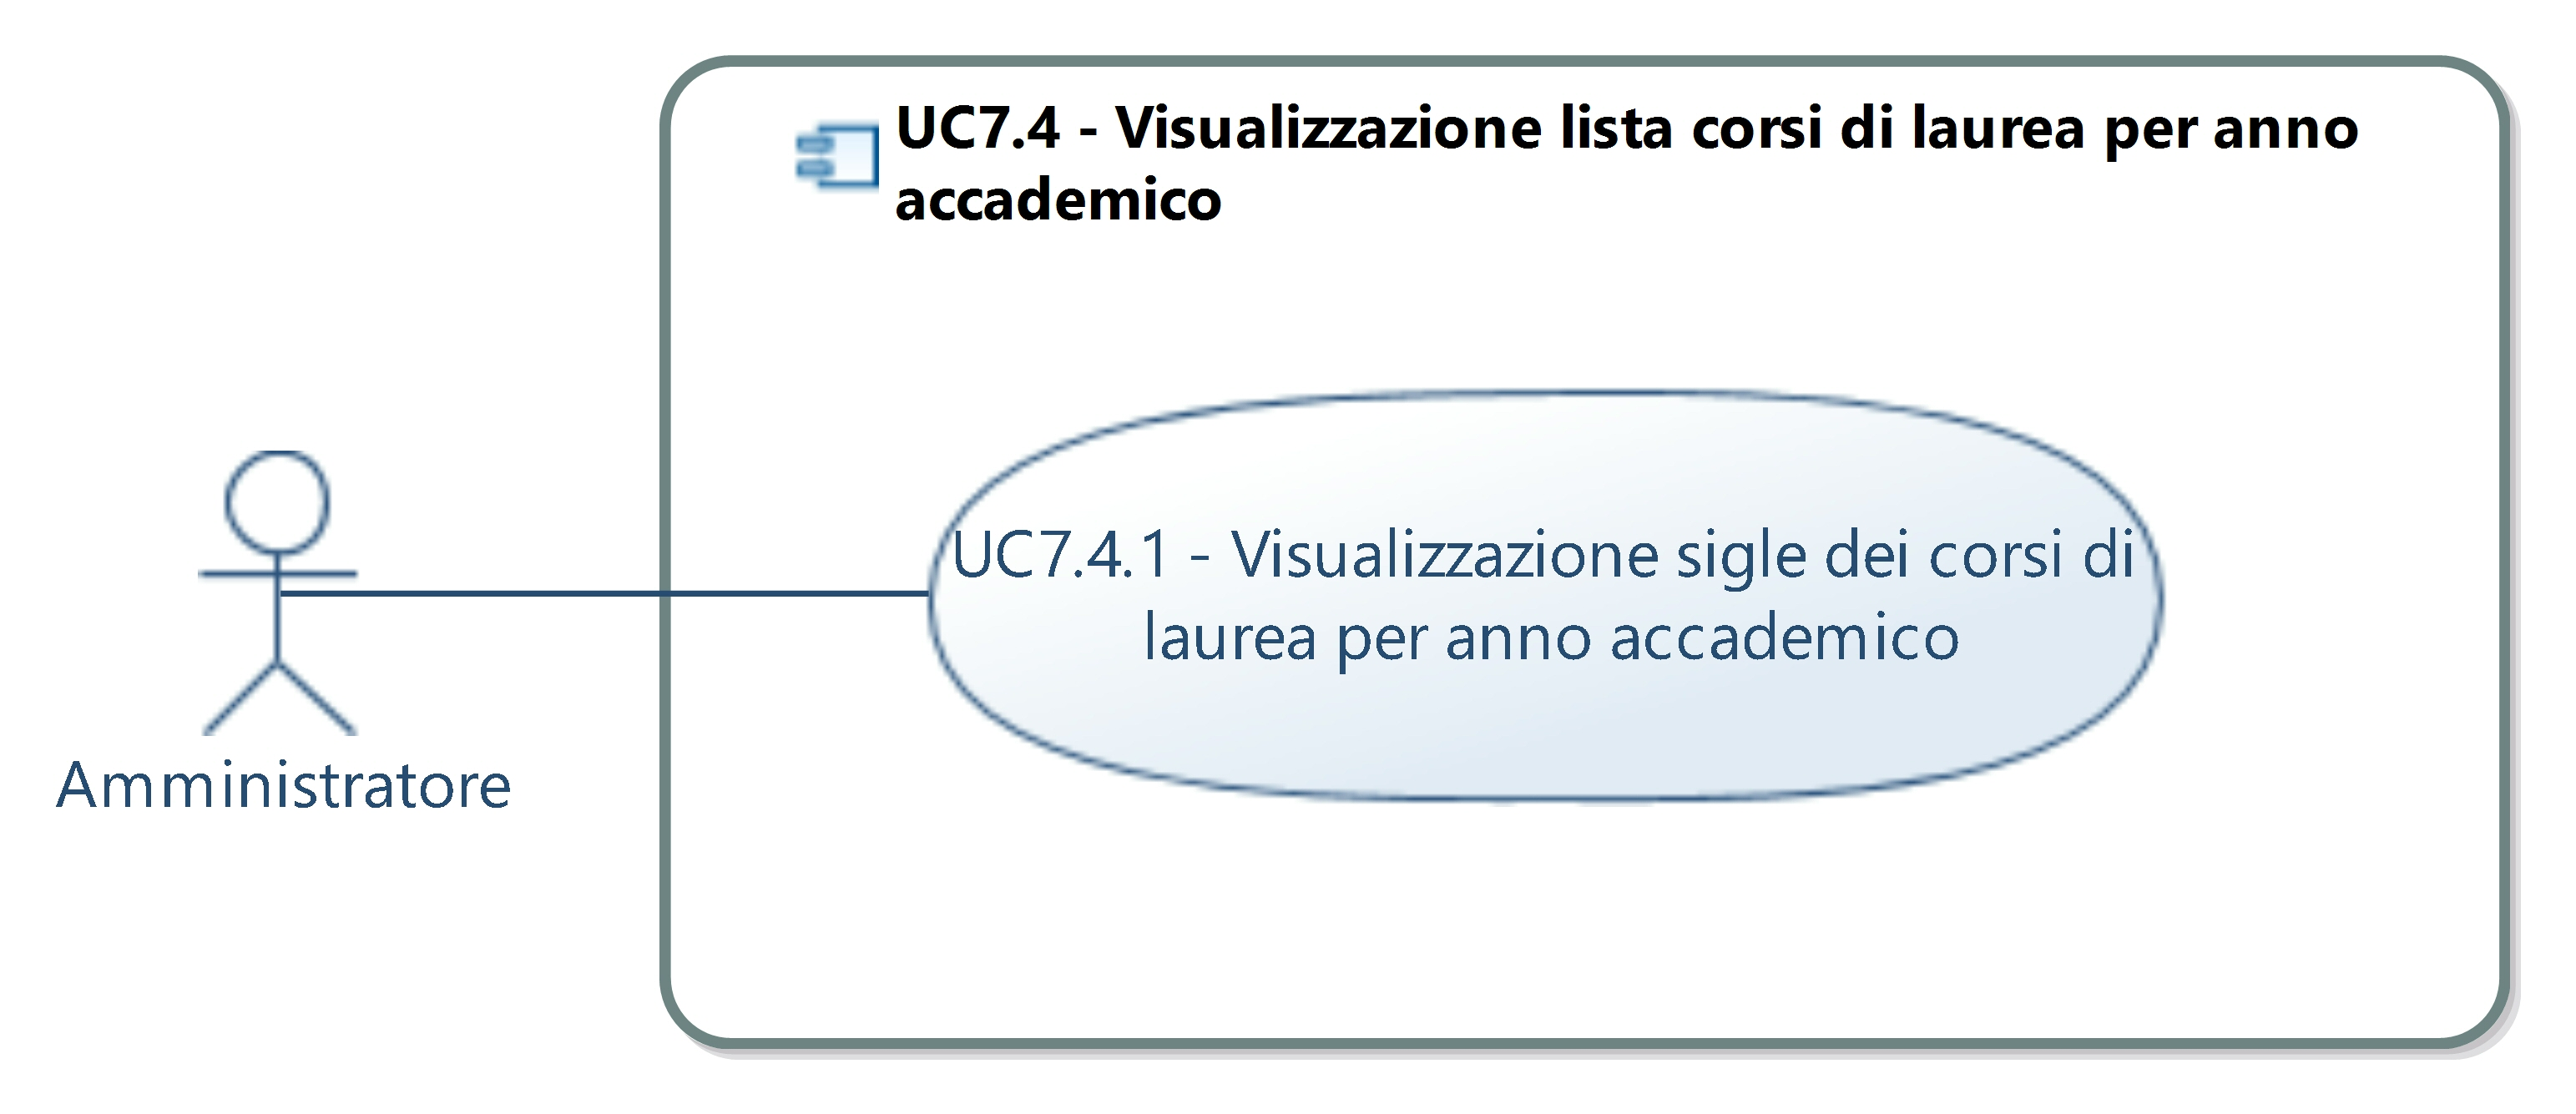 UC7.4 - Visualizzazione lista corsi di laurea per anno
accademico
UC7.4.1 - Visualizzazione sigle dei corsi di
laurea per anno accademico
Amministratore